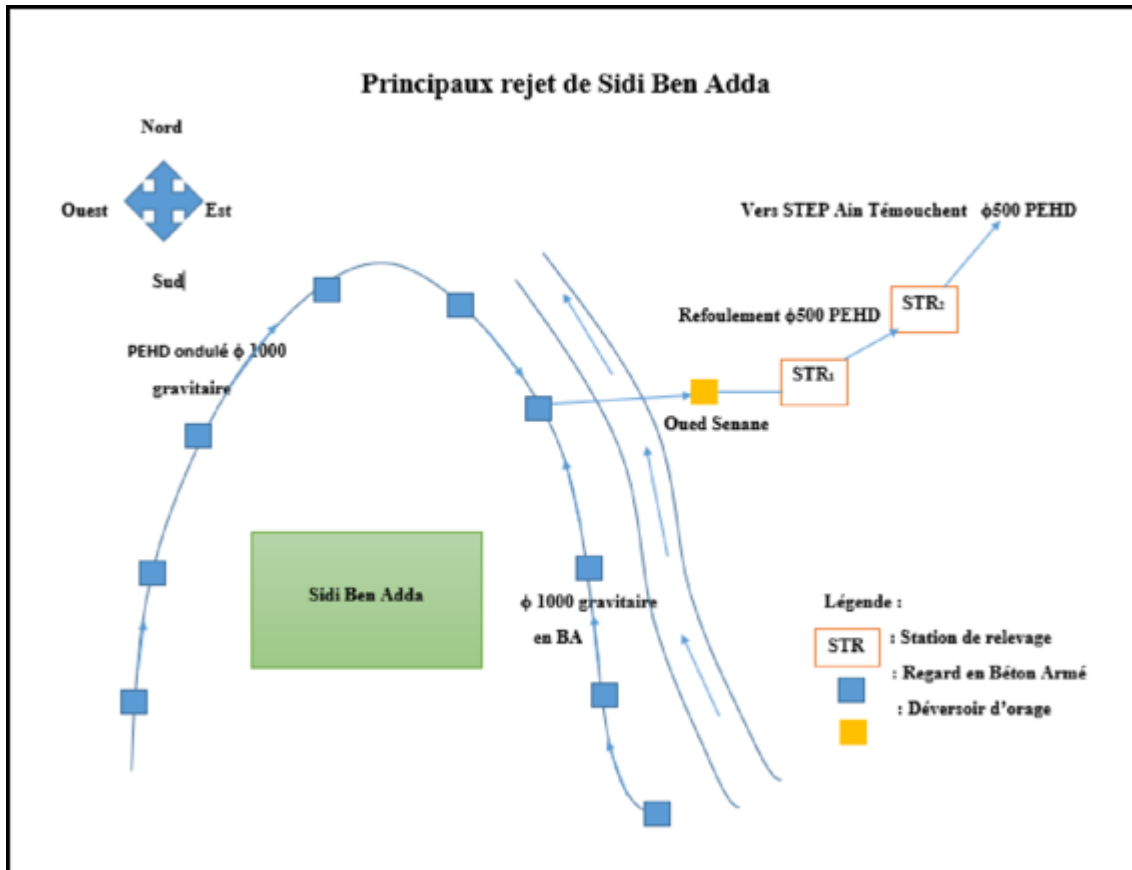 Principaux rejet de Sidi Ben Adda
Nord
Ouest
Est
Sud
Vers STEP Ain Témouchent ϕ500 PEHD
STR₂
Refoulement ϕ500 PEHD
STR₁
PEHD ondulé ϕ 1000
gravitaire
Oued Senane
Sidi Ben Adda
ϕ 1000 gravitaire
en BA
Légende :
STR : Station de relevage
: Regard en Béton Armé
: Déversoir d'orage